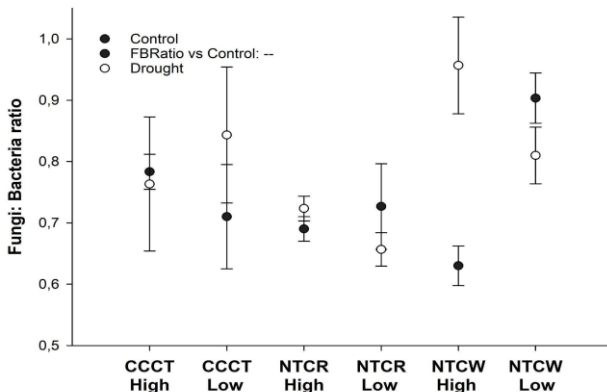 Control
FBRatio vs Control: --
Drought
Fungi: Bacteria ratio
1,0
0,9
0,8
0,7
0,6
0,5
CCCT CCCT NTCR NTCR NTCW NTCW
High Low High Low High Low